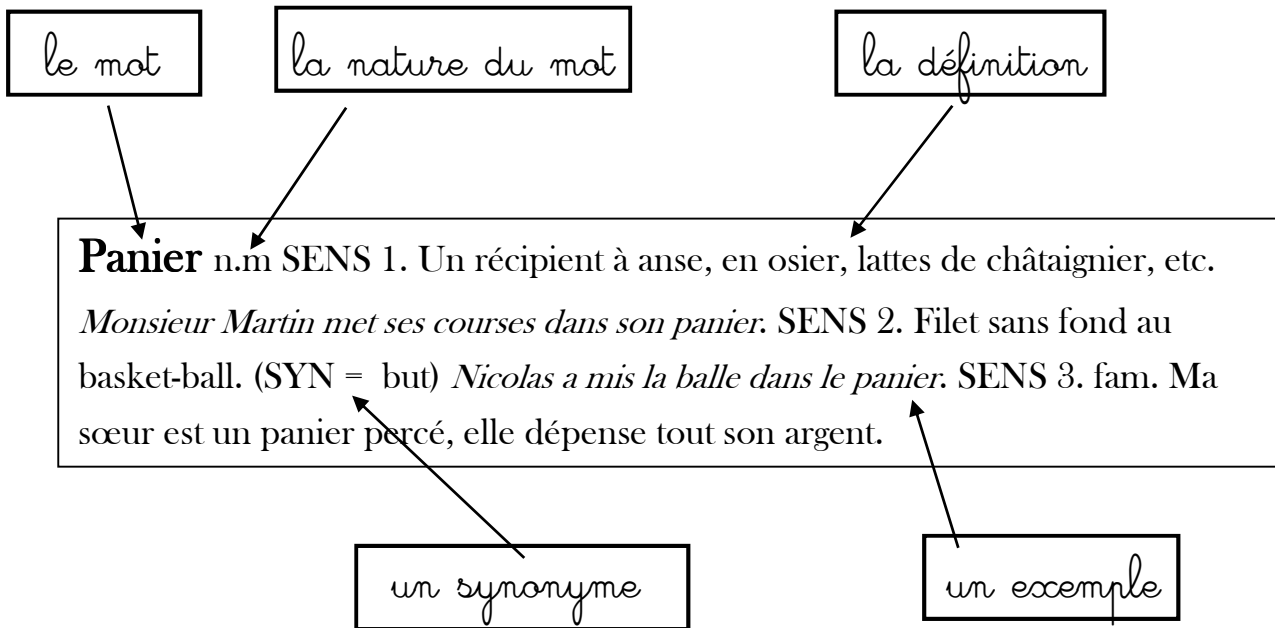 le mot
la nature du mot
la définition
Panier n.m SENS 1. Un récipient à anse, en osier, lattes de châtaignier, etc.
Monsieur Martin met ses courses dans son panier. SENS 2. Filet sans fond au
basket-ball. (SYN = but) Nicolas a mis la balle dans le panier. SENS 3. fam. Ma
sœur est un panier percé, elle dépense tout son argent.
un synonyme
un exemple